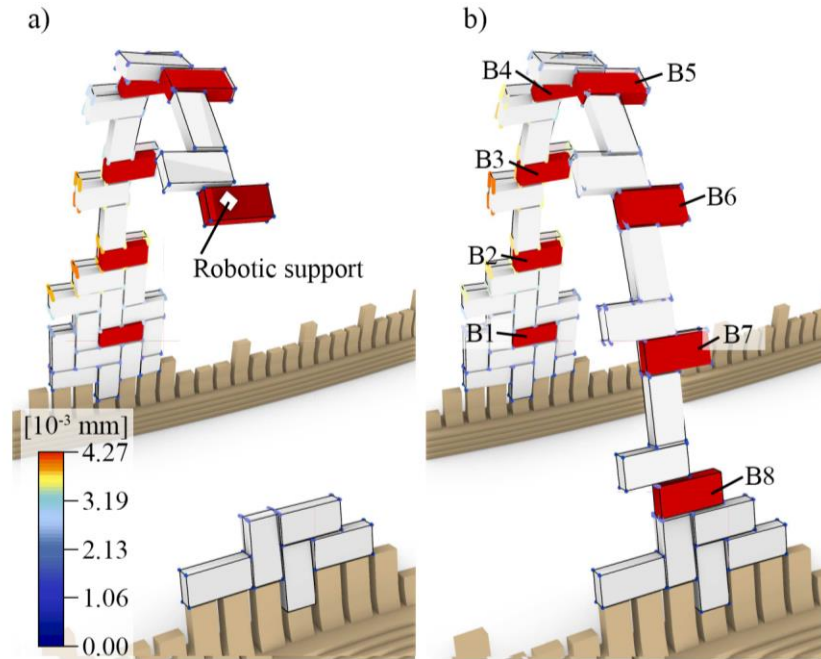 a)
b)
B4
B5
B3
B6
Robotic support
B2
B1
B7
[10⁻³ mm]
4.27
3.19
2.13
1.06
0.00
B8